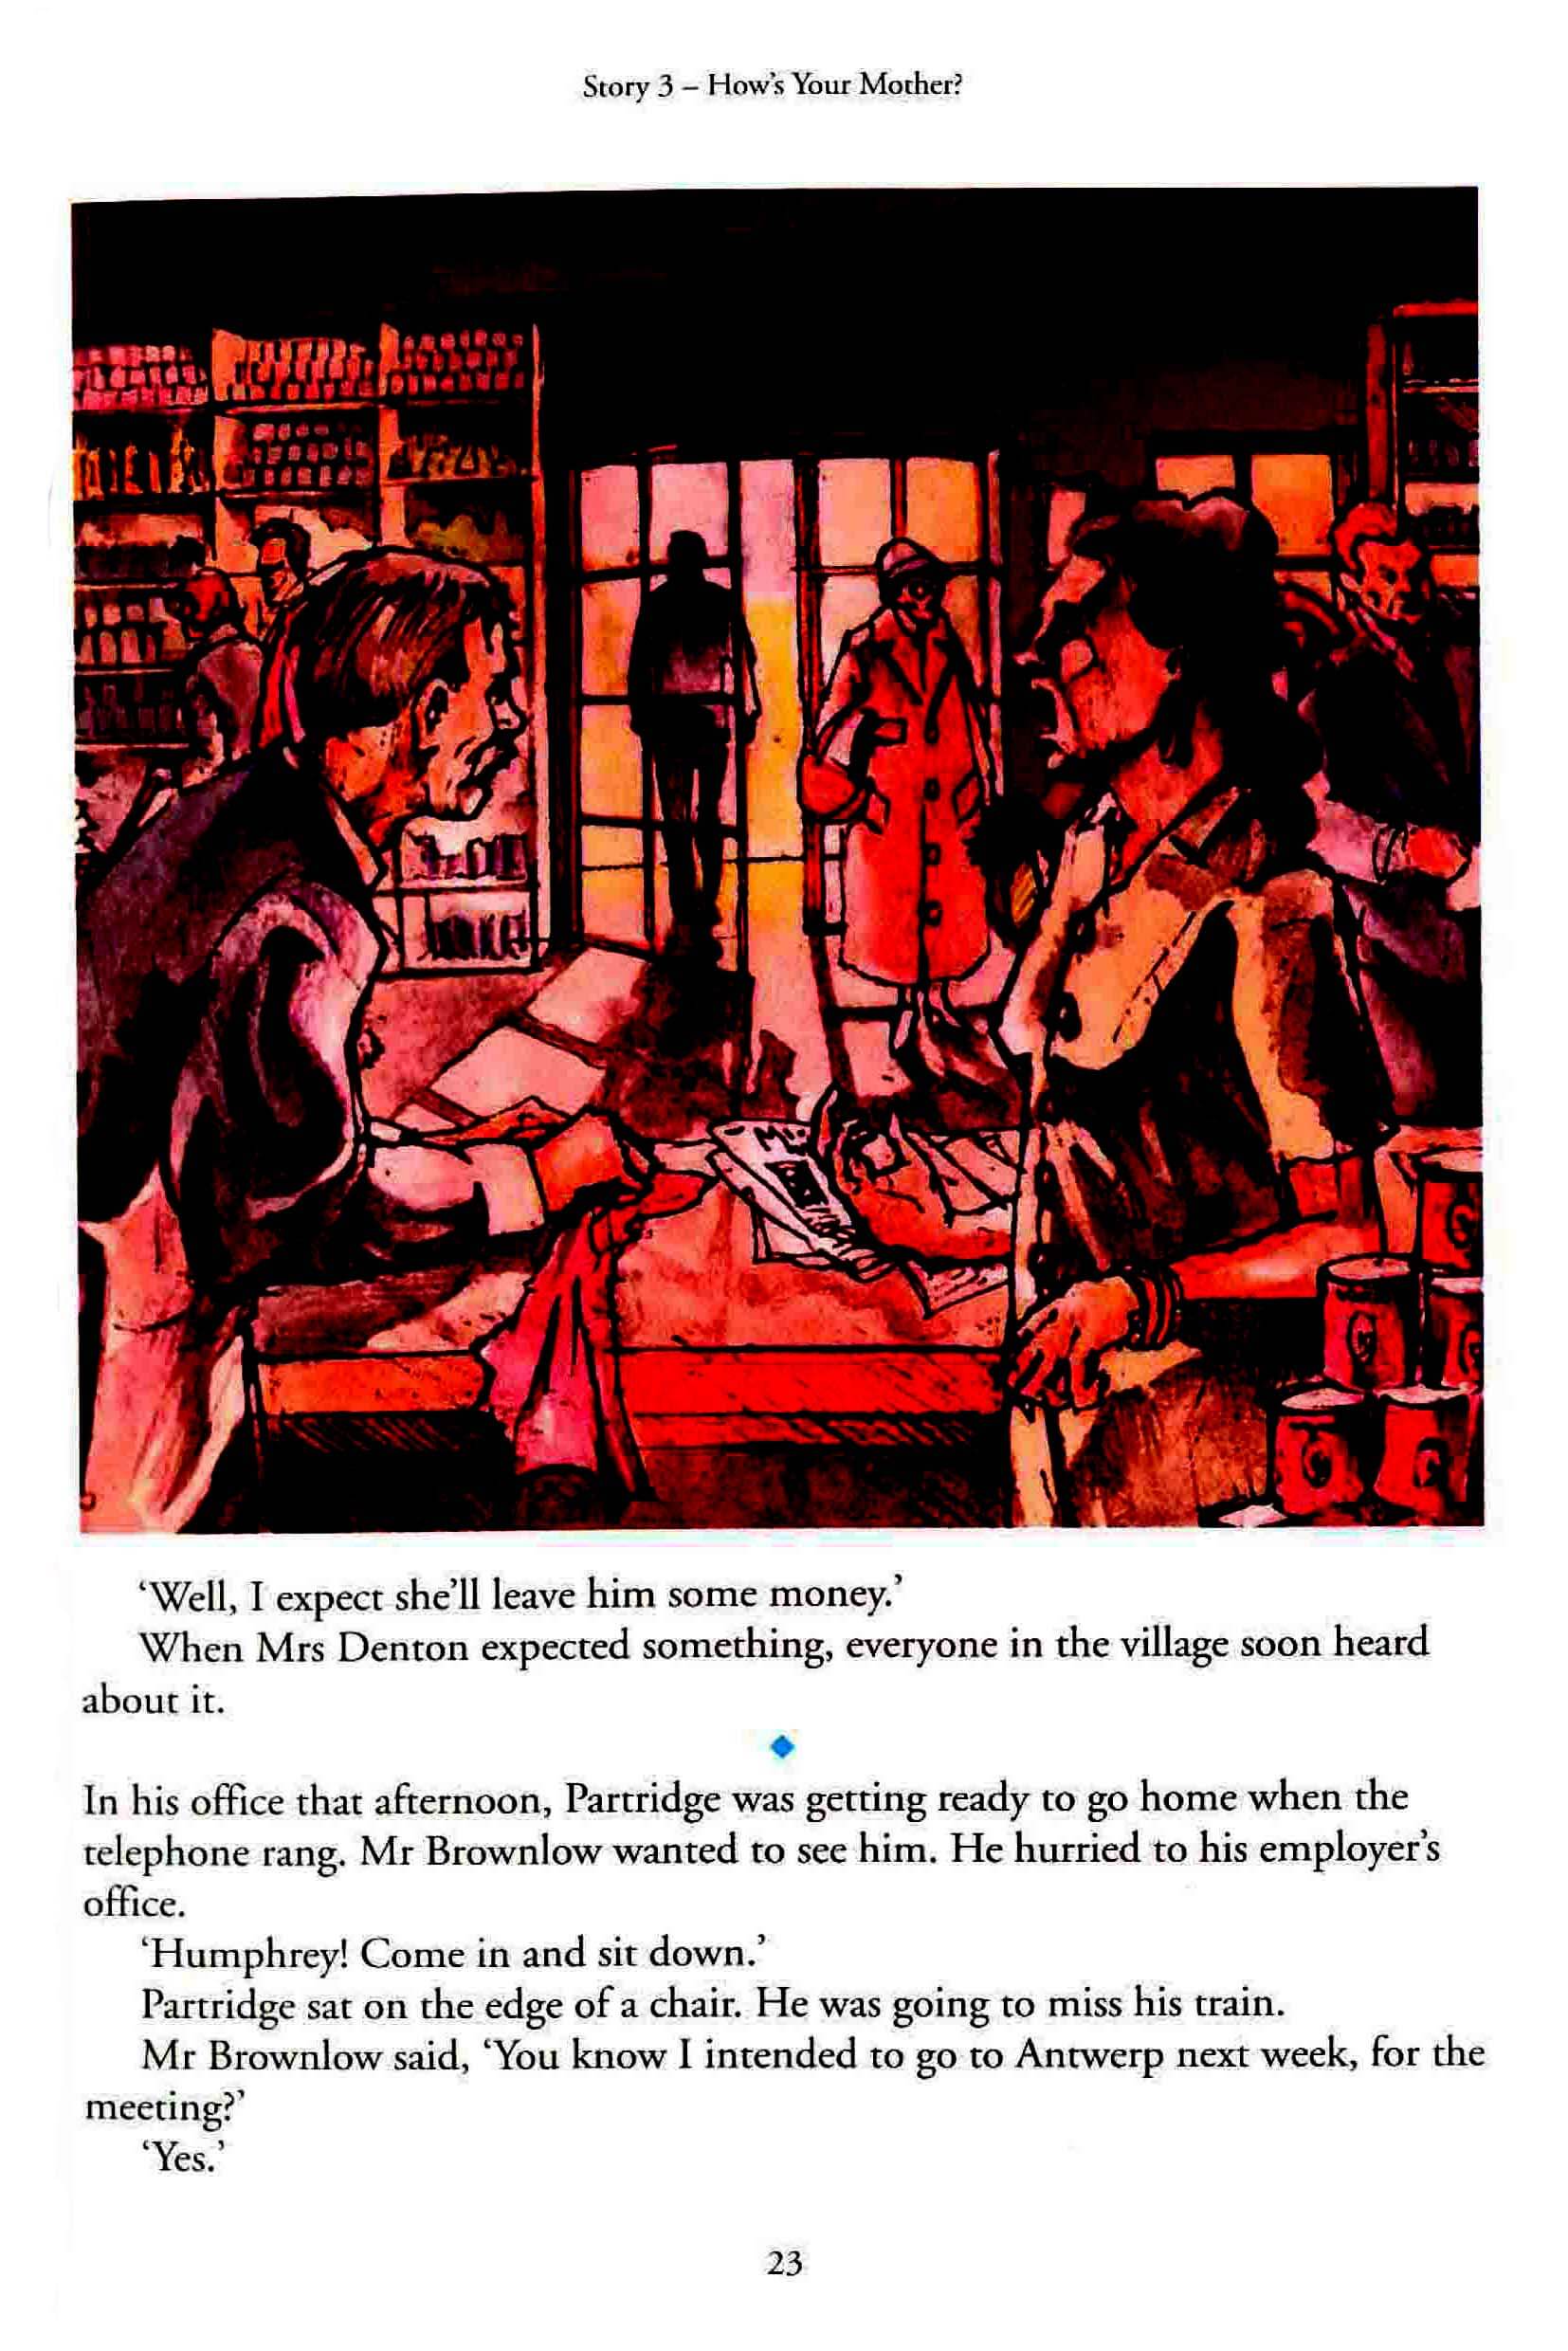 Story 3 – How's Your Mother?
'Well, I expect she'll leave him some money.'
When Mrs Denton expected something, everyone in the village soon heard
about it.
In his office that afternoon, Partridge was getting ready to go home when the
telephone rang. Mr Brownlow wanted to see him. He hurried to his employer's
office.
'Humphrey! Come in and sit down.'
Partridge sat on the edge of a chair. He was going to miss his train.
Mr Brownlow said, 'You know I intended to go to Antwerp next week, for the
meeting?'
'Yes.'
23